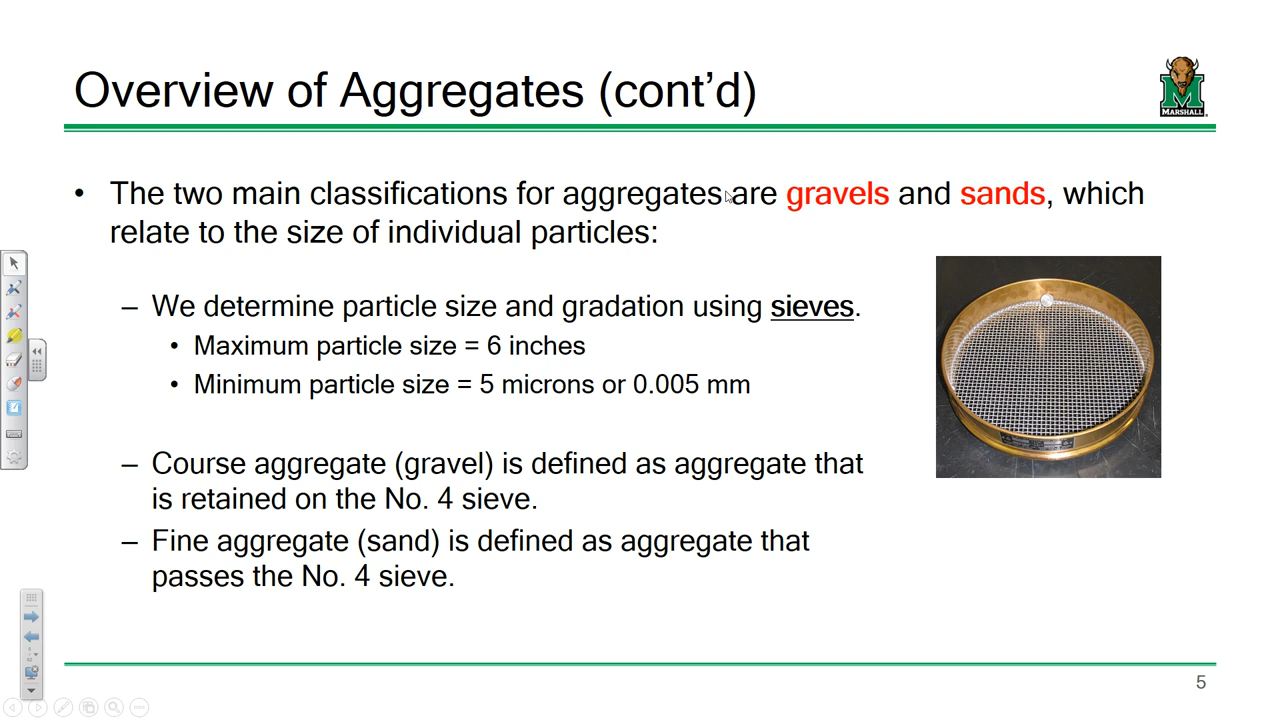 Overview of Aggregates (cont’d)
MARSHALL
• The two main classifications for aggregates are gravels and sands, which
relate to the size of individual particles:
– We determine particle size and gradation using sieves.
• Maximum particle size = 6 inches
• Minimum particle size = 5 microns or 0.005 mm
– Course aggregate (gravel) is defined as aggregate that
is retained on the No. 4 sieve.
– Fine aggregate (sand) is defined as aggregate that
passes the No. 4 sieve.
5